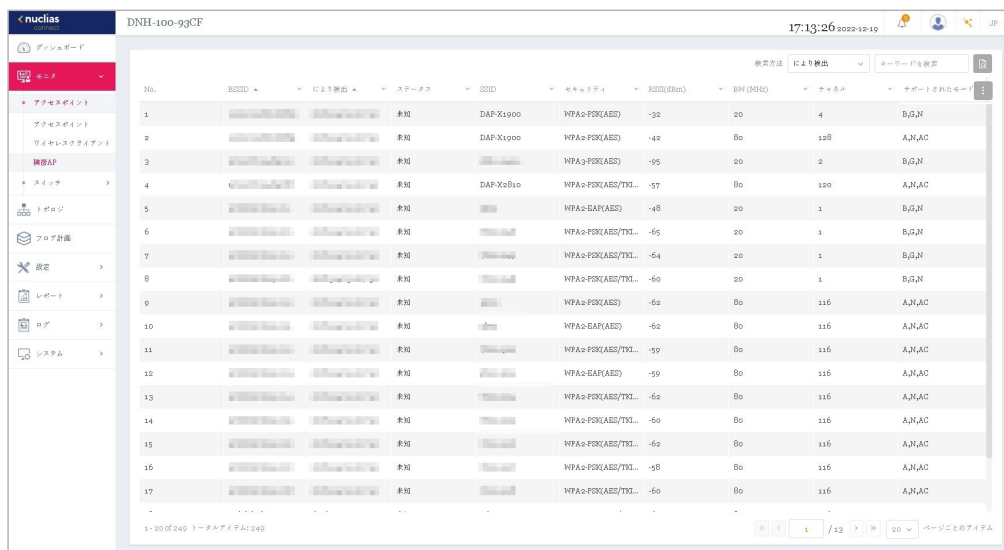 nuclias
connect
DNH-100-93CF
17:13:26 2022-12-19
JP
ダッシュボード
モニタ
アクセスポイント
アクセスポイント
ワイヤレスクライアント
隣接AP
スイッチ
トポロジ
フロア計画
設定
レポート
ログ
システム
検索方法 により検出 キーワードを検索
No. BSSID により検出 ステータス SSID セキュリティ RSSI(dBm) BW (MHz) チャネル サポートされたモード
1 未知 DAP-X1900 WPA2-PSK(AES) -32 20 4 B,G,N
2 未知 DAP-X1900 WPA2-PSK(AES) -42 80 128 A,N,AC
3 未知 WPA3-PSK(AES) -95 20 2 B,G,N
4 未知 DAP-X2810 WPA2-PSK(AES/TKI... -57 80 120 A,N,AC
5 未知 WPA2-EAP(AES) -48 20 1 B,G,N
6 未知 WPA2-PSK(AES/TKI... -65 20 1 B,G,N
7 未知 WPA2-PSK(AES/TKI... -64 20 1 B,G,N
8 未知 WPA2-PSK(AES/TKI... -60 20 1 B,G,N
9 未知 WPA2-PSK(AES) -62 80 116 A,N,AC
10 未知 WPA2-EAP(AES) -62 80 116 A,N,AC
11 未知 WPA2-PSK(AES/TKI... -59 80 116 A,N,AC
12 未知 WPA2-EAP(AES) -59 80 116 A,N,AC
13 未知 WPA2-PSK(AES/TKI... -62 80 116 A,N,AC
14 未知 WPA2-PSK(AES/TKI... -60 80 116 A,N,AC
15 未知 WPA2-PSK(AES/TKI... -62 80 116 A,N,AC
16 未知 WPA2-PSK(AES/TKI... -58 80 116 A,N,AC
17 未知 WPA2-PSK(AES/TKI... -60 80 116 A,N,AC
1 - 20 of 249 トータルアイテム: 249
1 / 13 20 ページごとのアイテム